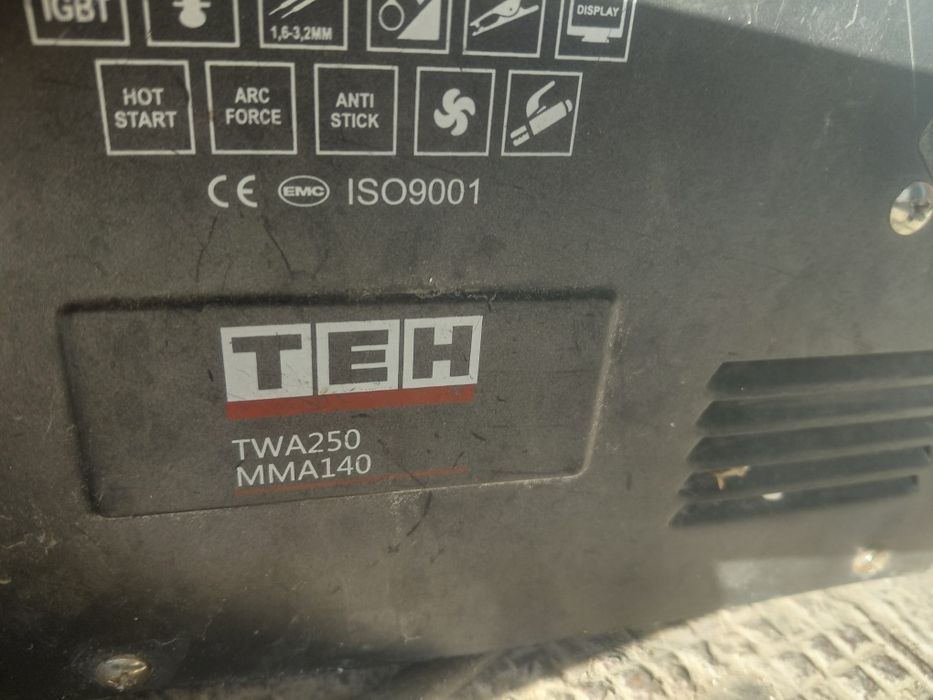 IGBT
1,6-3,2MM
DISPLAY
HOT
START
ARC
FORCE
ANTI
STICK
CE EMC ISO9001
TEH
TWA250
MMA140